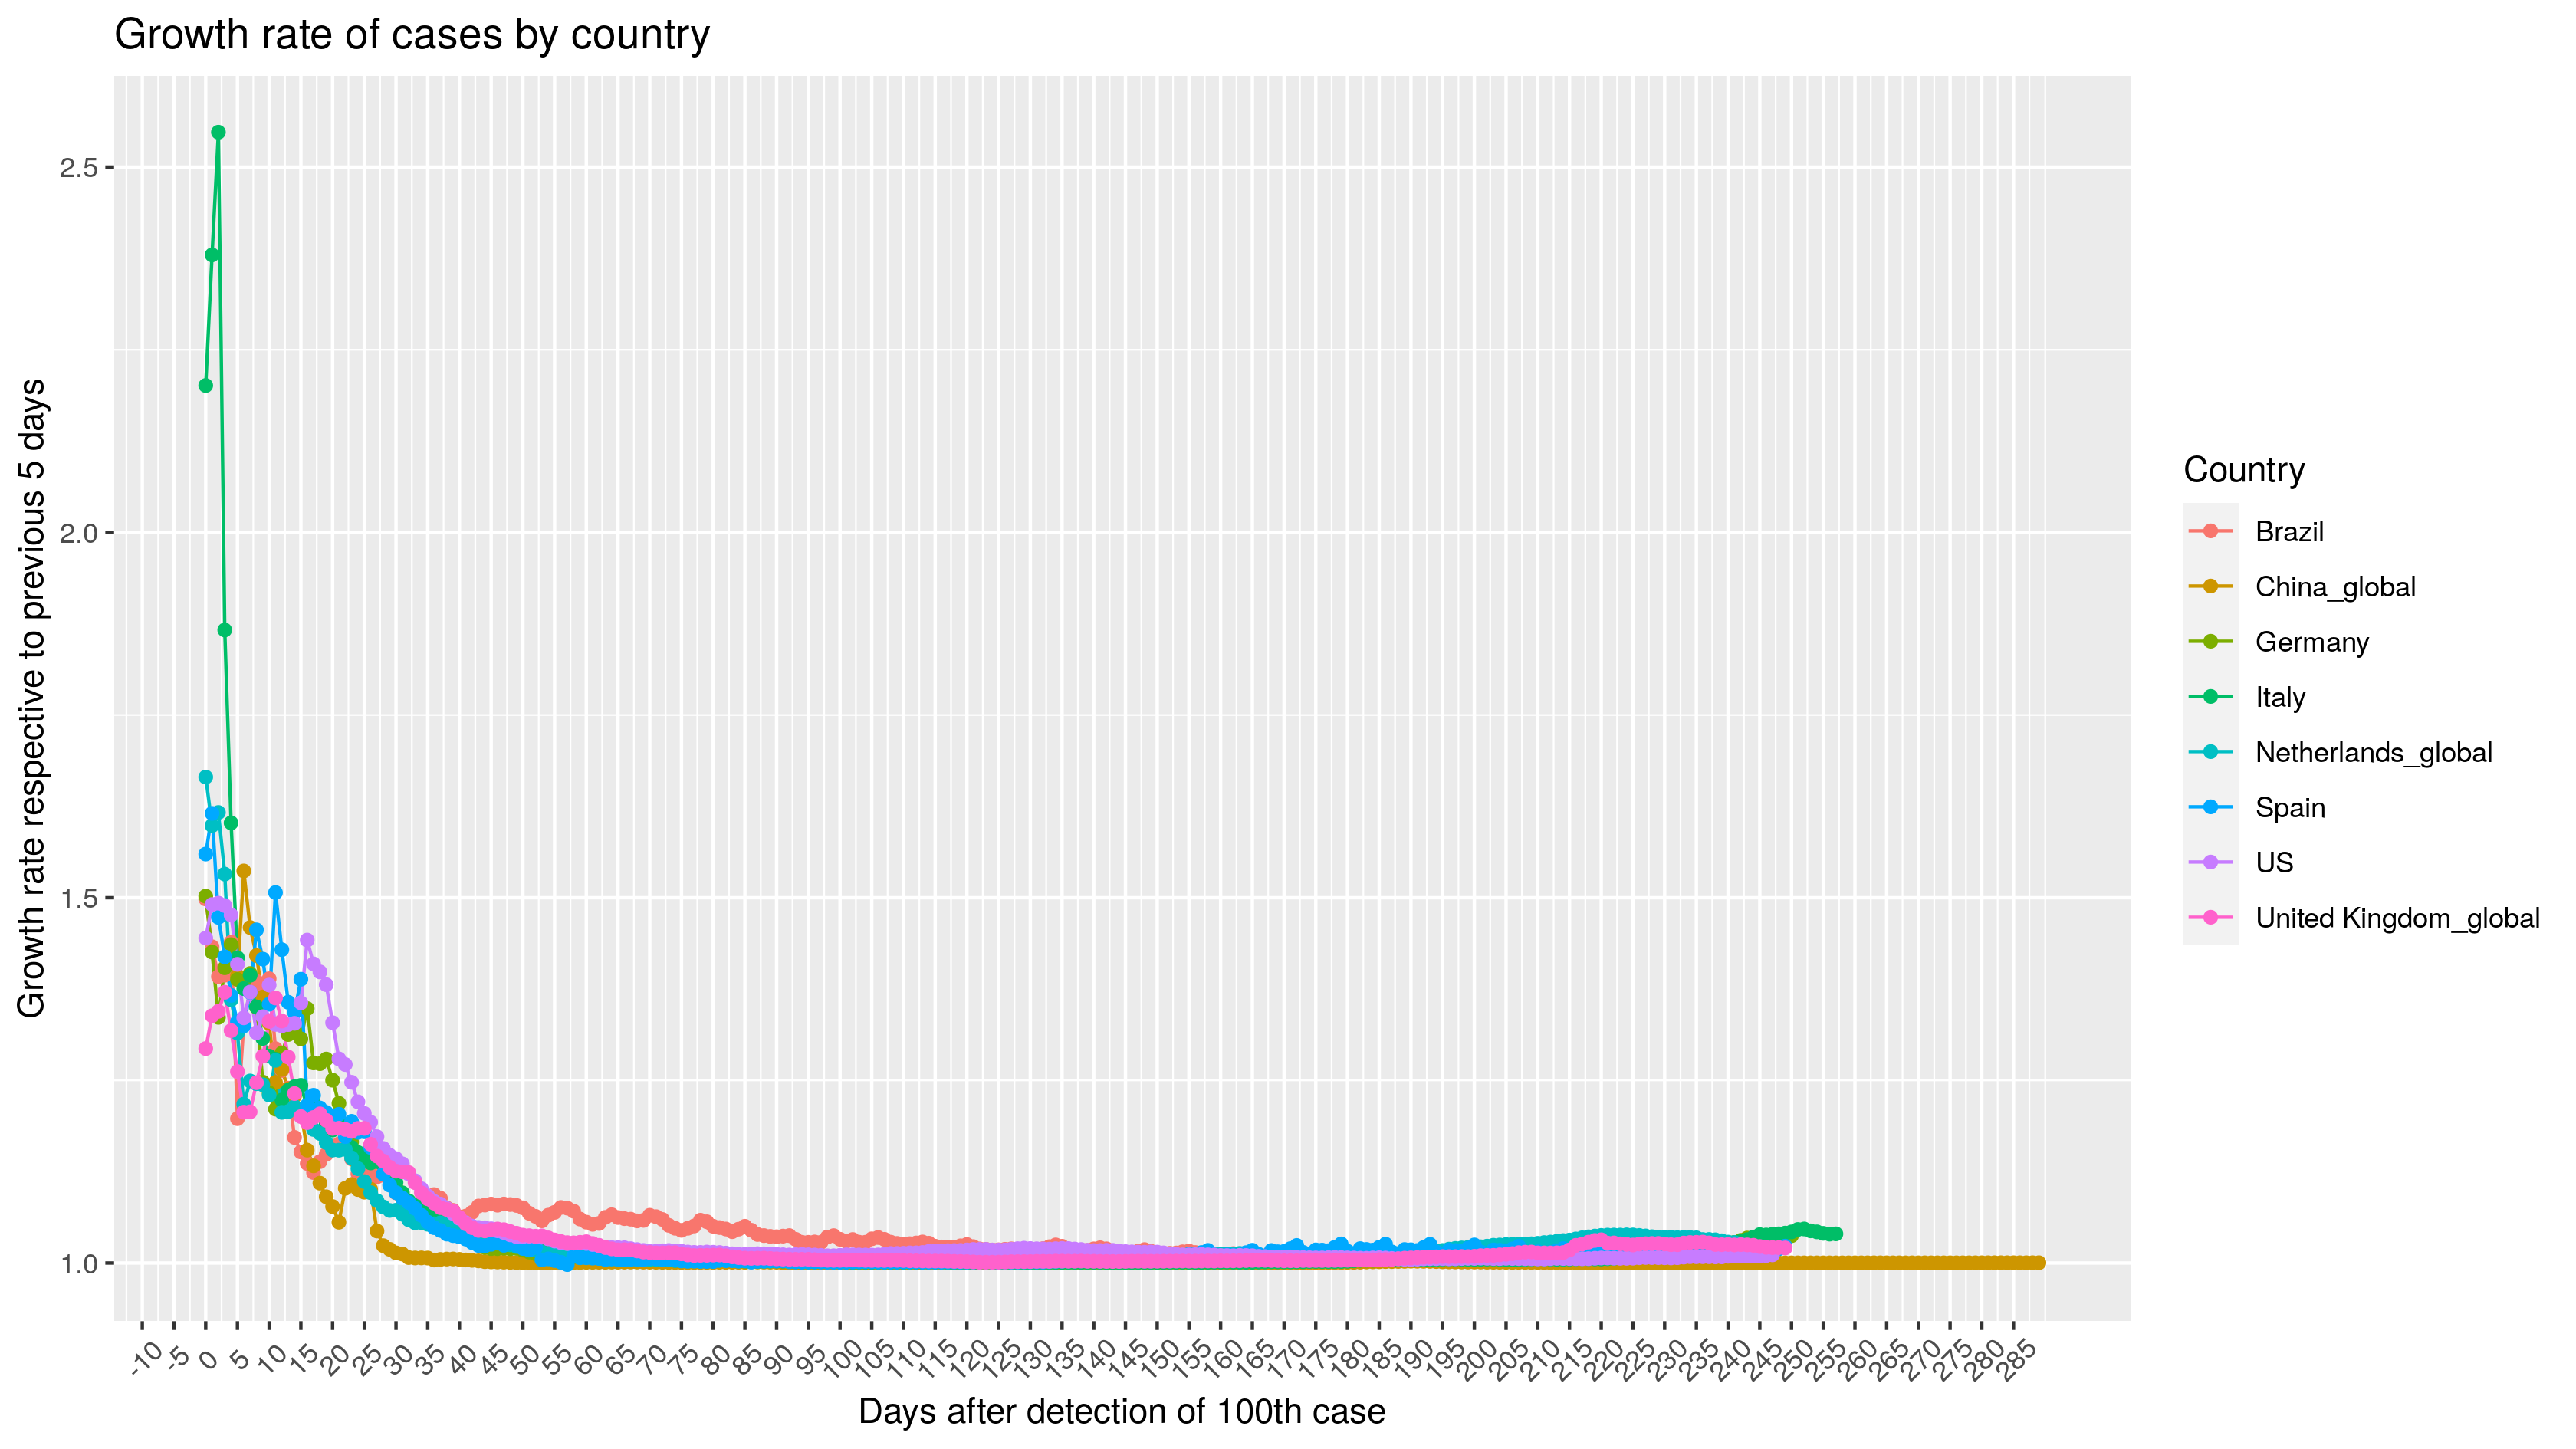 Growth rate of cases by country
Growth rate respective to previous 5 days
2.5
2.0
1.5
1.0
-10 -5 0 5 10 15 20 25 30 35 40 45 50 55 60 65 70 75 80 85 90 95 100 105 110 115 120 125 130 135 140 145 150 155 160 165 170 175 180 185 190 195 200 205 210 215 220 225 230 235 240 245 250 255 260 265 270 275 280 285
Days after detection of 100th case
Country
Brazil
China_global
Germany
Italy
Netherlands_global
Spain
US
United Kingdom_global